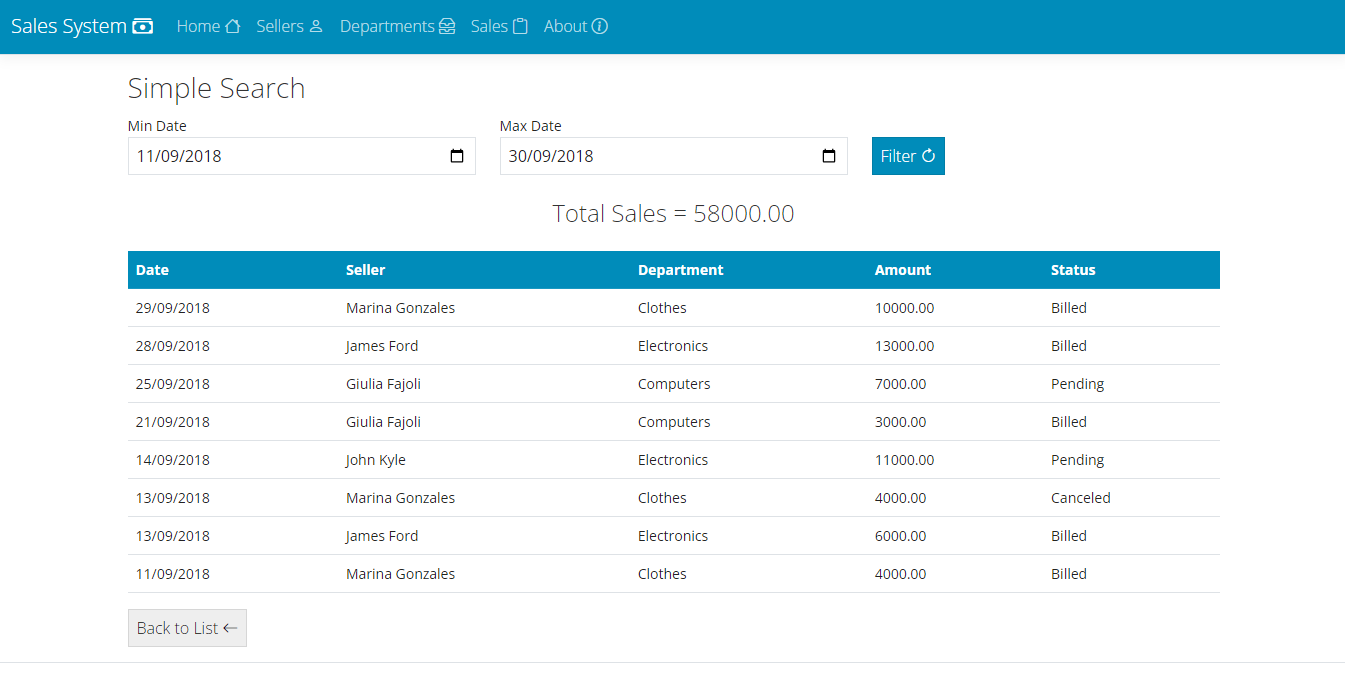 Sales System Home Sellers Departments Sales About
Simple Search
Min Date Max Date
11/09/2018 30/09/2018 Filter
Total Sales = 58000.00
Date Seller Department Amount Status
29/09/2018 Marina Gonzales Clothes 10000.00 Billed
28/09/2018 James Ford Electronics 13000.00 Billed
25/09/2018 Giulia Fajoli Computers 7000.00 Pending
21/09/2018 Giulia Fajoli Computers 3000.00 Billed
14/09/2018 John Kyle Electronics 11000.00 Pending
13/09/2018 Marina Gonzales Clothes 4000.00 Canceled
13/09/2018 James Ford Electronics 6000.00 Billed
11/09/2018 Marina Gonzales Clothes 4000.00 Billed
Back to List